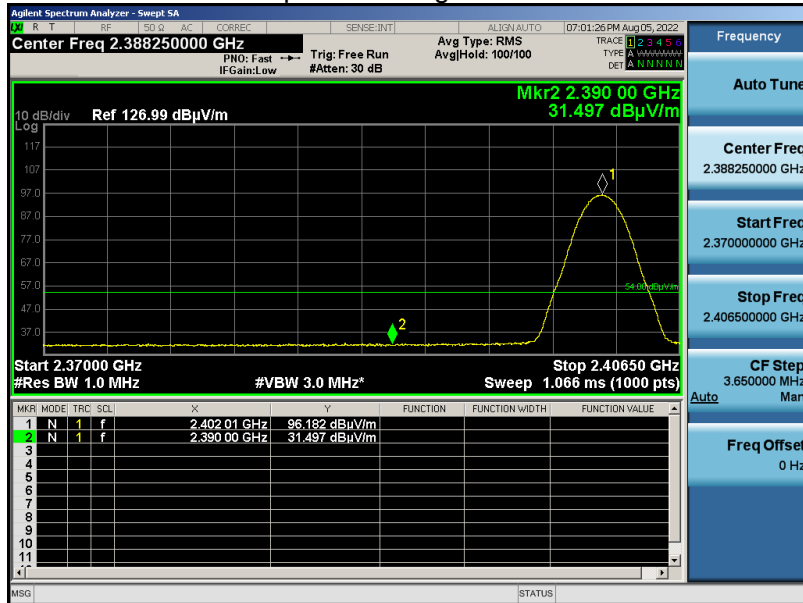 Agilent Spectrum Analyzer - Swept SA
LXI R T RF 50 Ω AC CORREC SENSE:INT ALIGN AUTO 07:01:26 PM Aug 05, 2022
Center Freq 2.388250000 GHz
PNO: Fast
IFGain:Low
Trig: Free Run
#Atten: 30 dB
Avg Type: RMS
Avg|Hold: 100/100
TRACE 1 2 3 4 5 6
TYPE A WWWWW
DET A N N N N N
Mkr2 2.390 00 GHz
31.497 dBµV/m
10 dB/div Ref 126.99 dBµV/m
Log
117
107
97.0
87.0
77.0
67.0
57.0
47.0
37.0
1
54.00 dBµV/m
2
Start 2.37000 GHz Stop 2.40650 GHz
#Res BW 1.0 MHz #VBW 3.0 MHz* Sweep 1.066 ms (1000 pts)
MKR MODE TRC SCL X Y FUNCTION FUNCTION WIDTH FUNCTION VALUE
1 N 1 f 2.402 01 GHz 96.182 dBµV/m
2 N 1 f 2.390 00 GHz 31.497 dBµV/m
3
4
5
6
7
8
9
10
11
MSG STATUS
Frequency
Auto Tune
Center Freq
2.388250000 GHz
Start Freq
2.370000000 GHz
Stop Freq
2.406500000 GHz
CF Step
3.650000 MHz
Auto Man
Freq Offset
0 Hz